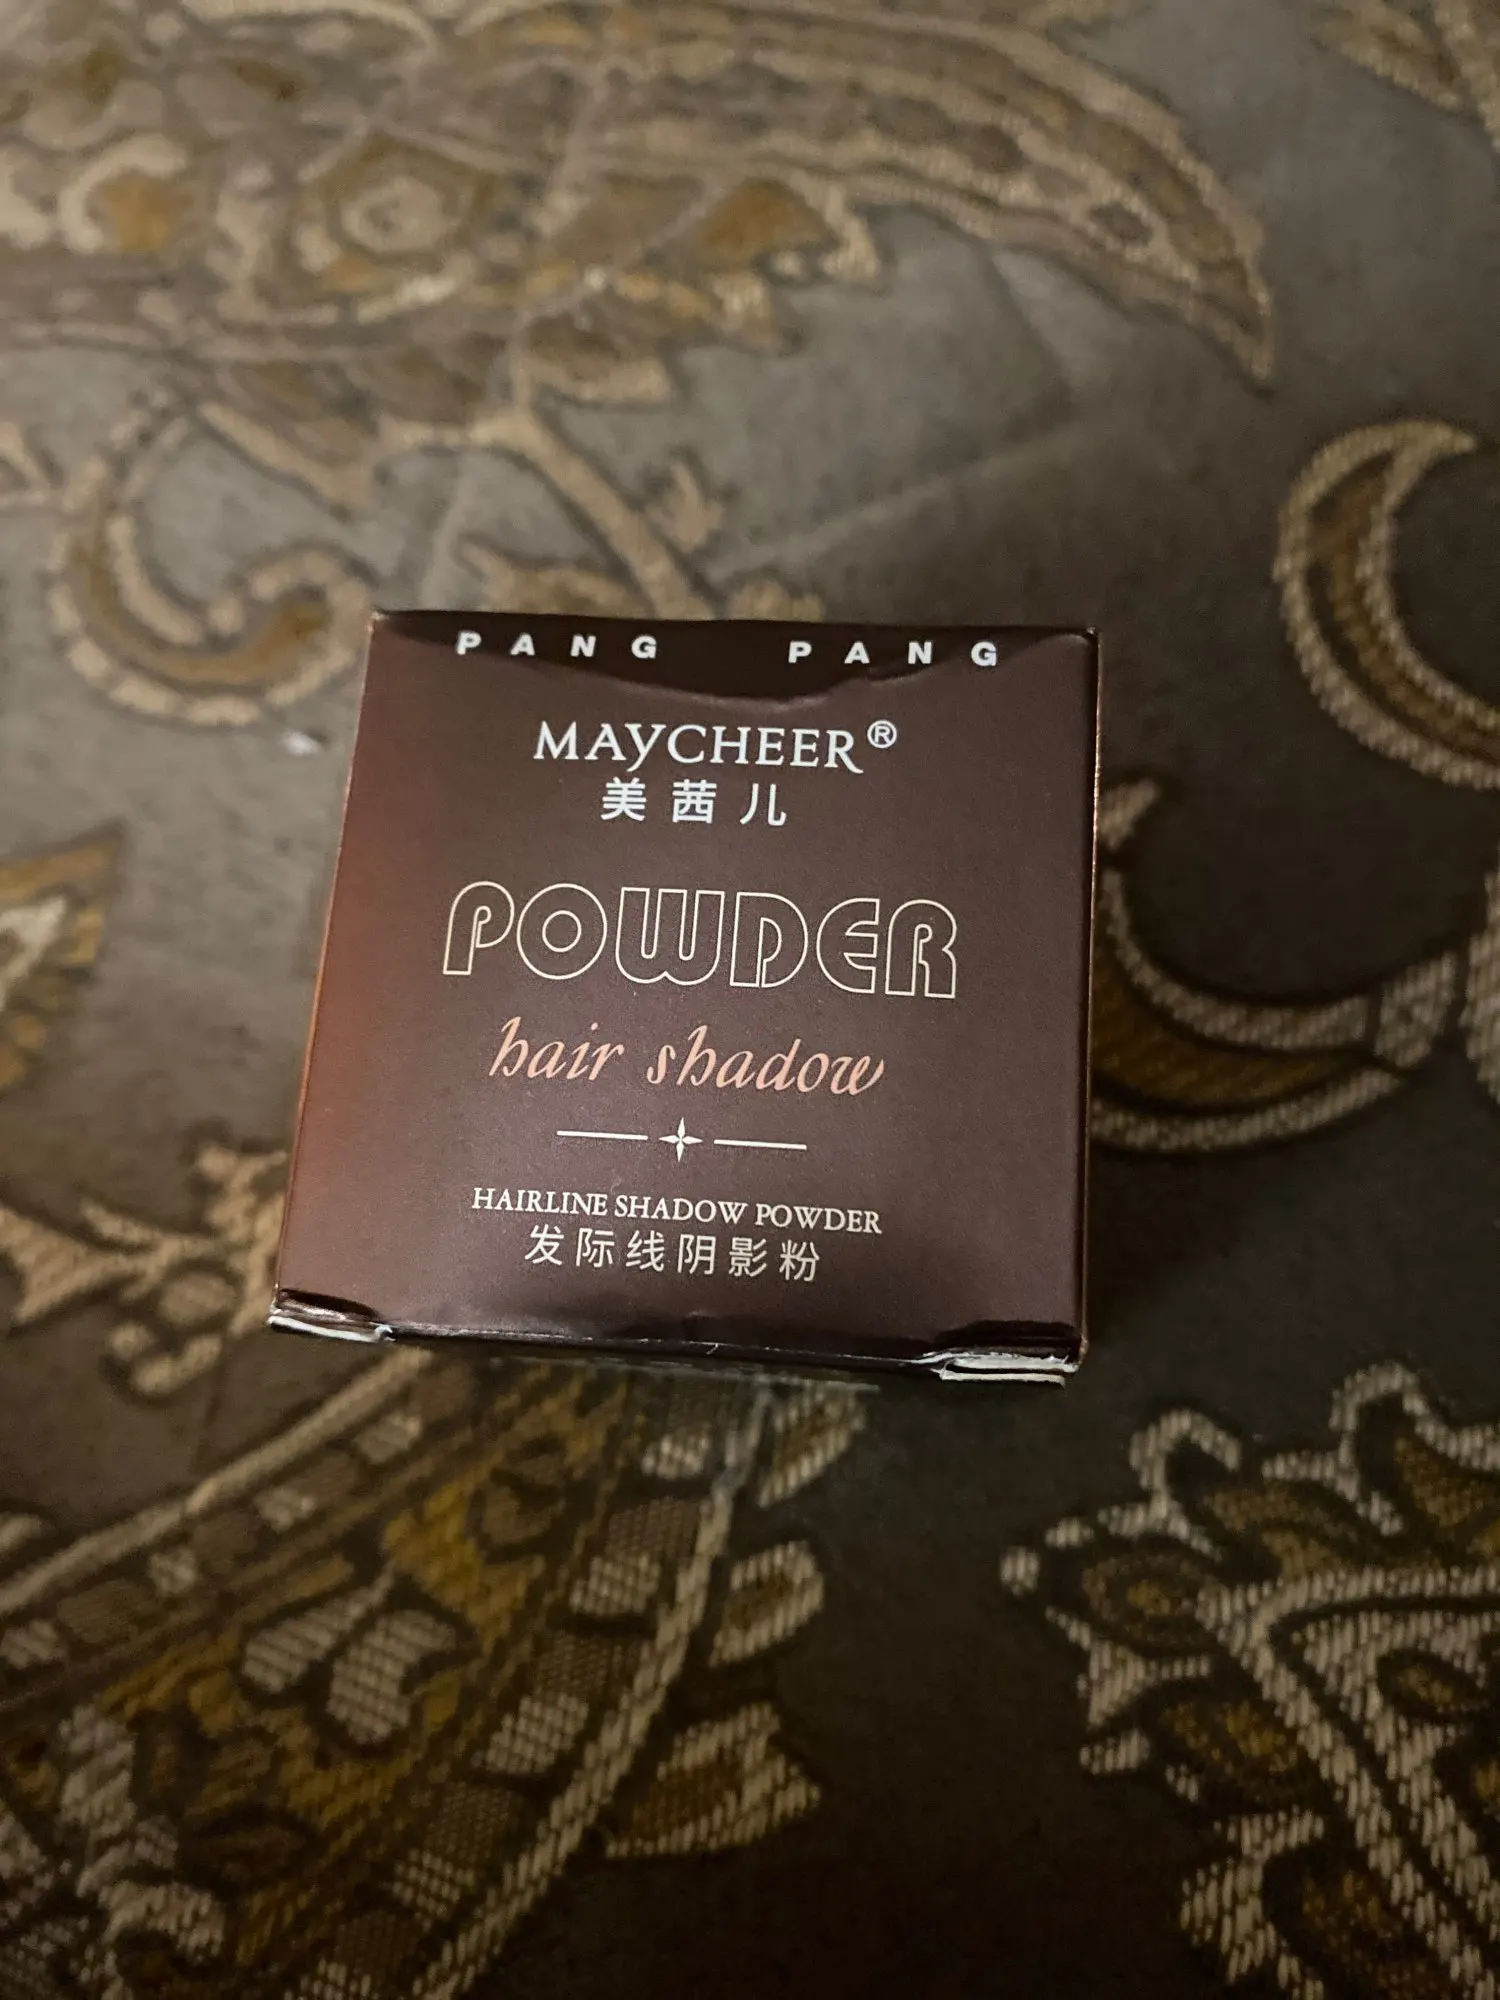 PANG PANG
MAYCHEER®
美茜儿
POWDER
hair shadow
HAIRLINE SHADOW POWDER
发际线阴影粉